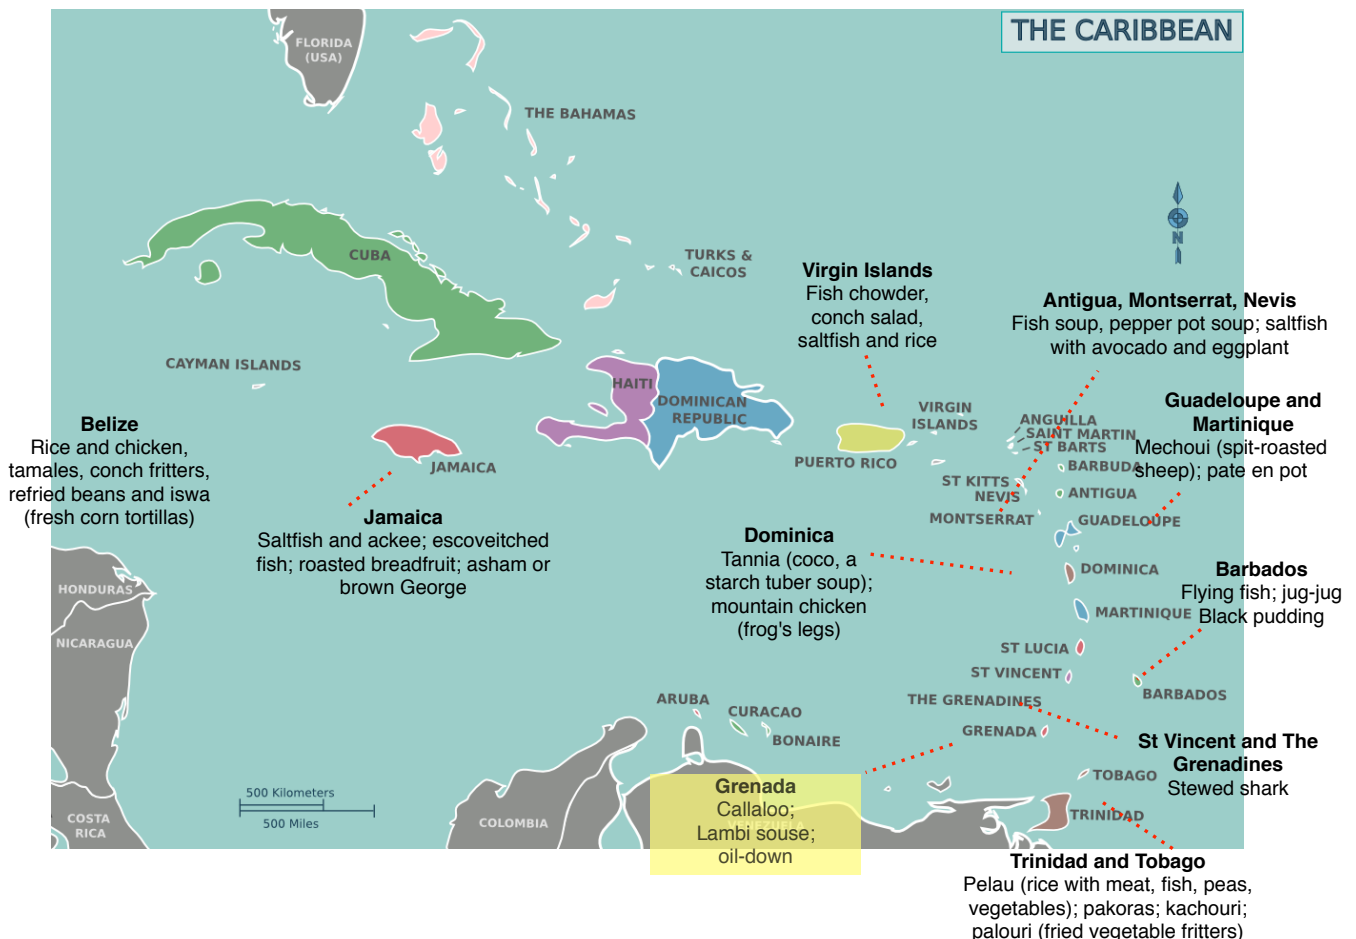 THE CARIBBEAN
FLORIDA
(USA)
THE BAHAMAS
CUBA
TURKS &
CAICOS
N
CAYMAN ISLANDS
HAITI
DOMINICAN
REPUBLIC
JAMAICA
PUERTO RICO
VIRGIN
ISLANDS
ANGUILLA
SAINT MARTIN
ST BARTS
BARBUDA
ST KITTS
NEVIS
ANTIGUA
MONTSERRAT
GUADELOUPE
DOMINICA
MARTINIQUE
ST LUCIA
ST VINCENT
BARBADOS
THE GRENADINES
GRENADA
TOBAGO
TRINIDAD
ARUBA
CURACAO
BONAIRE
HONDURAS
NICARAGUA
COSTA
RICA
COLOMBIA
VENEZUELA
500 Kilometers
500 Miles
Virgin Islands
Fish chowder,
conch salad,
saltfish and rice
Antigua, Montserrat, Nevis
Fish soup, pepper pot soup; saltfish
with avocado and eggplant
Guadeloupe and
Martinique
Mechoui (spit-roasted
sheep); pate en pot
Belize
Rice and chicken,
tamales, conch fritters,
refried beans and iswa
(fresh corn tortillas)
Jamaica
Saltfish and ackee; escoveitched
fish; roasted breadfruit; asham or
brown George
Dominica
Tannia (coco, a
starch tuber soup);
mountain chicken
(frog's legs)
Barbados
Flying fish; jug-jug
Black pudding
St Vincent and The
Grenadines
Stewed shark
Grenada
Callaloo;
Lambi souse;
oil-down
Trinidad and Tobago
Pelau (rice with meat, fish, peas,
vegetables); pakoras; kachouri;
palouri (fried vegetable fritters)